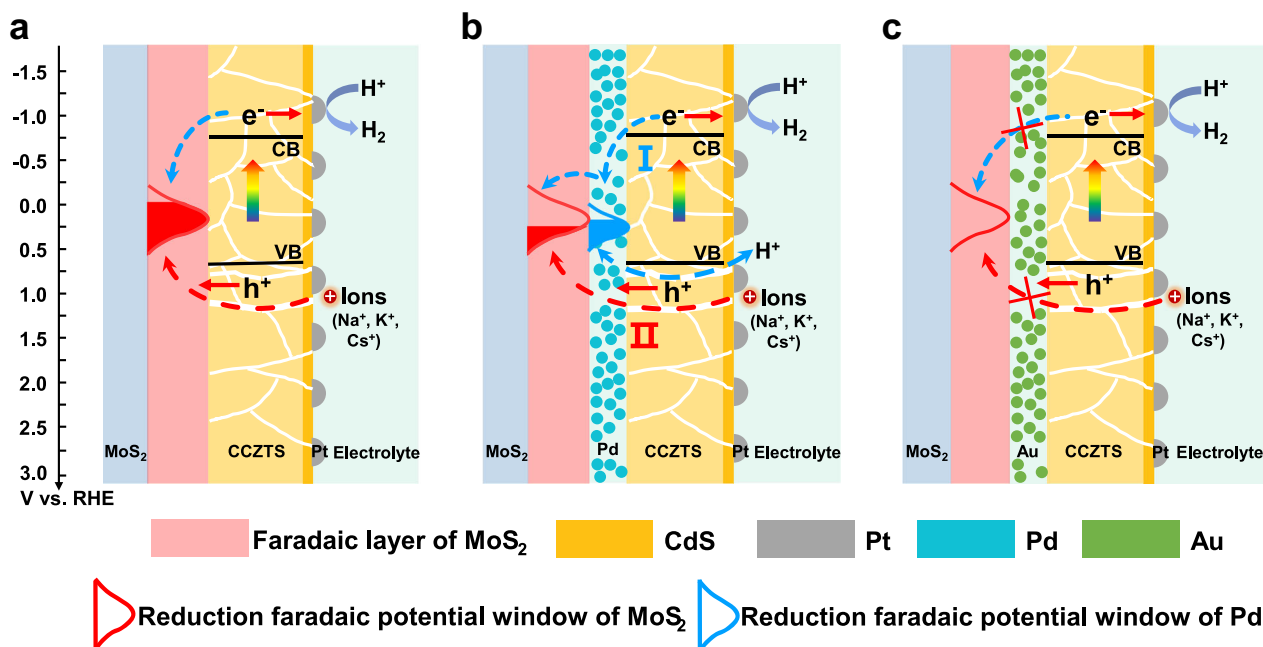 a
-1.5
-1.0
-0.5
0.0
0.5
1.0
1.5
2.0
2.5
3.0
V vs. RHE
e-
H+
H2
CB
VB
h+
+ Ions
(Na+, K+,
Cs+)
MoS2
CCZTS
Pt Electrolyte
b
e-
H+
H2
I
CB
VB
H+
h+
+ Ions
(Na+, K+,
Cs+)
II
MoS2
Pd
CCZTS
Pt Electrolyte
c
e-
H+
H2
CB
VB
h+
+ Ions
(Na+, K+,
Cs+)
MoS2
Au
CCZTS
Pt Electrolyte
Faradaic layer of MoS2
CdS
Pt
Pd
Au
Reduction faradaic potential window of MoS2
Reduction faradaic potential window of Pd